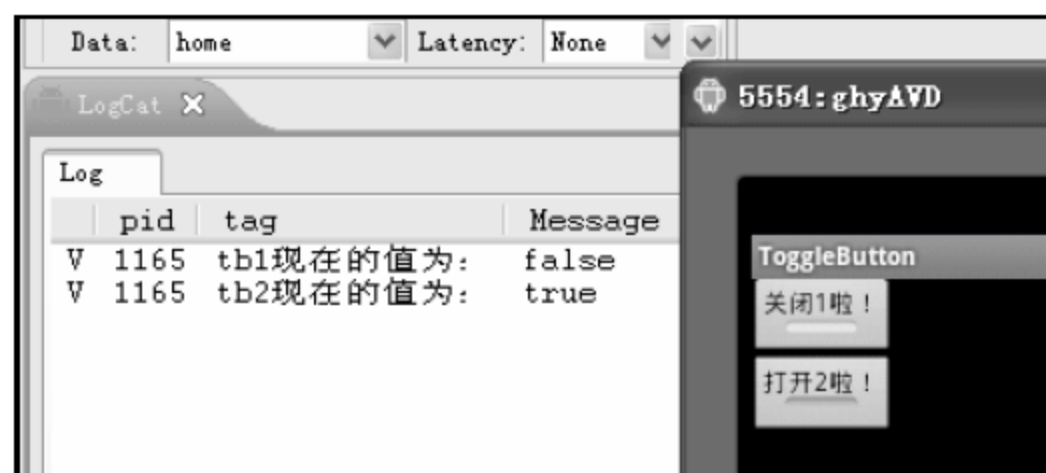 Data: home Latency: None
LogCat
5554:ghyAVD
Log
pid tag Message
V 1165 tb1现在的值为: false
V 1165 tb2现在的值为: true
ToggleButton
关闭1啦！
打开2啦！